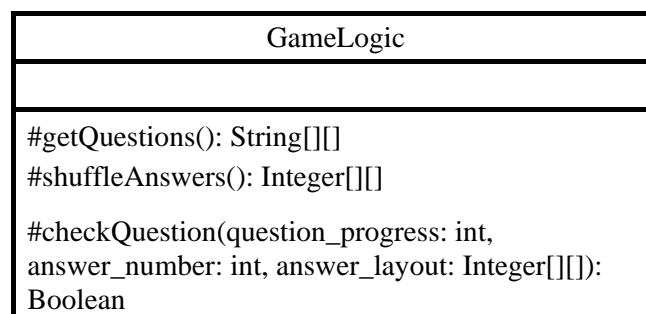 GameLogic
#getQuestions(): String[][]
#shuffleAnswers(): Integer[][]
#checkQuestion(question_progress: int,
answer_number: int, answer_layout: Integer[][]):
Boolean